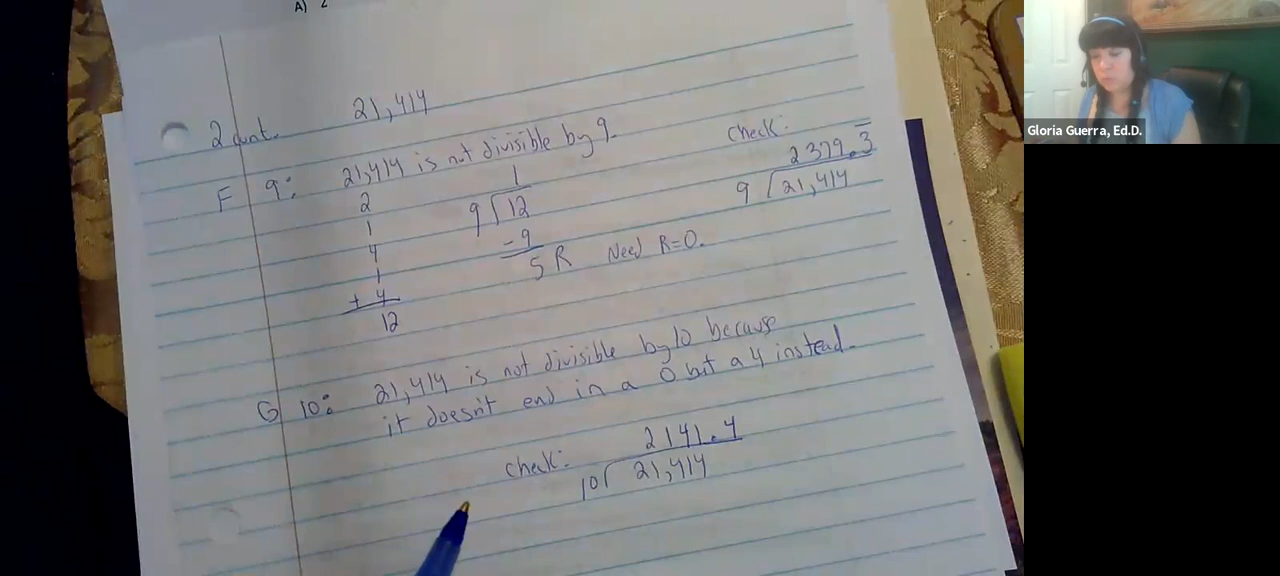 A) 2
2 cont. 21,414
F 9: 21,414 is not divisible by 9.
2
1
4
1
+ 4
12
1
9 12
- 9
5 R Need R=0.
Check:
2379.3̅
9 21,414
G 10: 21,414 is not divisible by 10 because
it doesn't end in a 0 bit a 4 instead.
Check: 2141.4
10 21,414
Gloria Guerra, Ed.D.